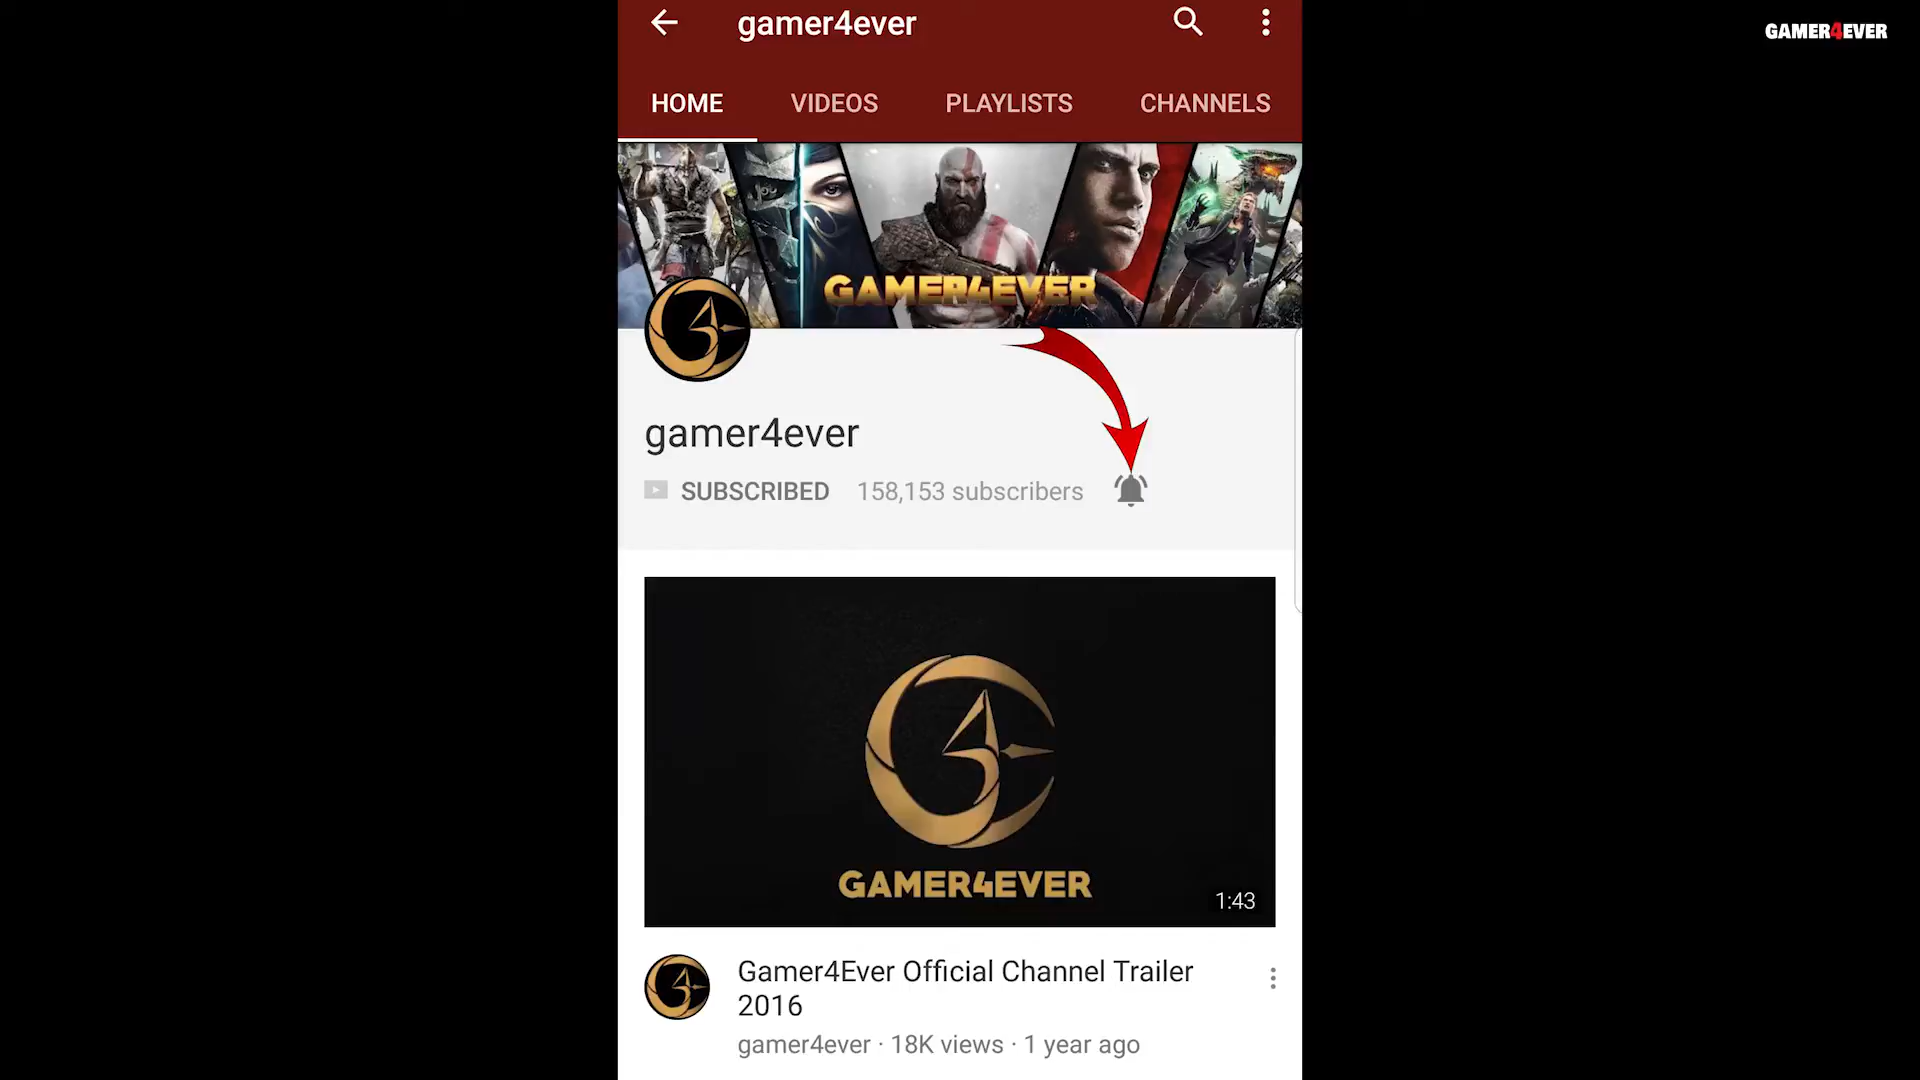 gamer4ever
GAMER4EVER
HOME VIDEOS PLAYLISTS CHANNELS
GAMER4EVER
gamer4ever
SUBSCRIBED 158,153 subscribers
GAMER4EVER
1:43
Gamer4Ever Official Channel Trailer
2016
gamer4ever · 18K views · 1 year ago